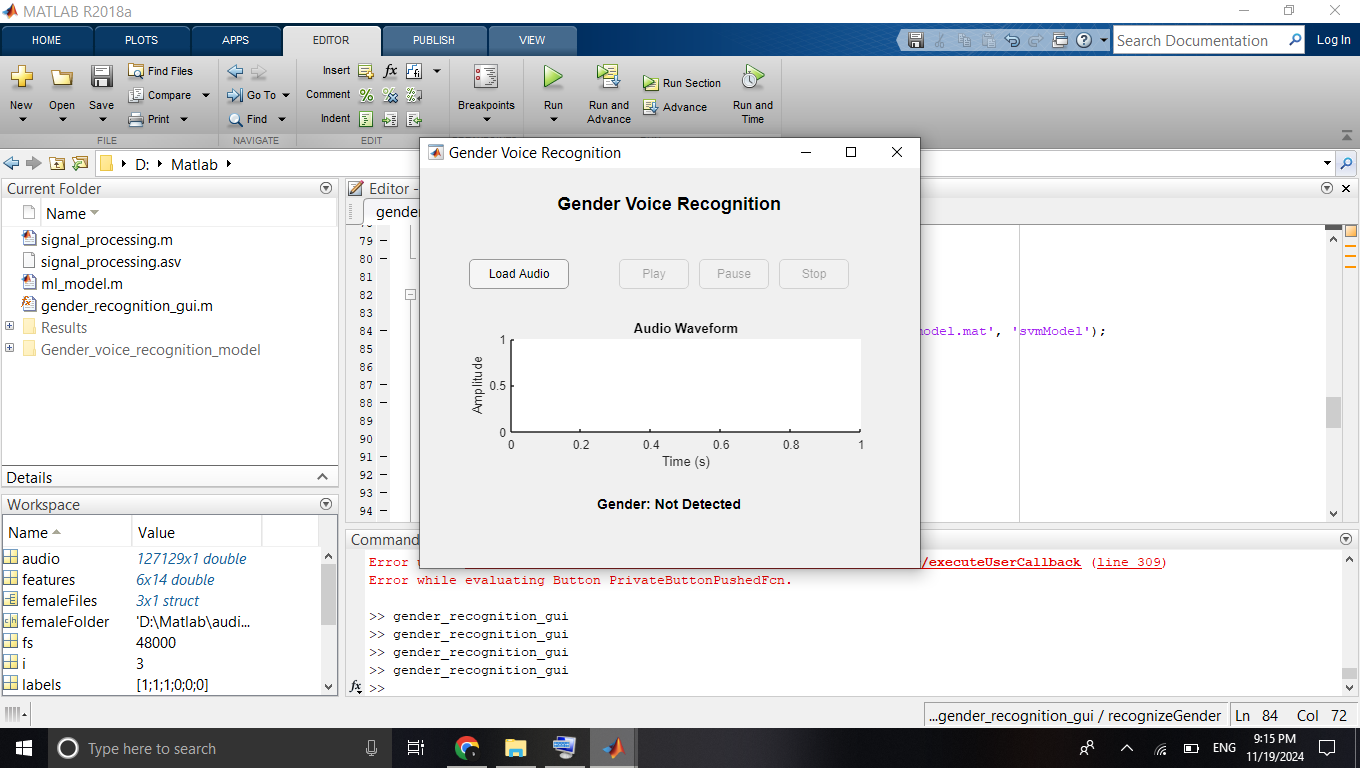 MATLAB R2018a
HOME PLOTS APPS EDITOR PUBLISH VIEW
Search Documentation
Log In
New Open Save
Find Files
Compare
Print
FILE
Go To
Find
NAVIGATE
Insert fx
Comment
Indent
EDIT
Breakpoints
Run
Run and Advance
Run Section
Advance
Run and Time
D: Matlab
Current Folder
Name
signal_processing.m
signal_processing.asv
ml_model.m
gender_recognition_gui.m
Results
Gender_voice_recognition_model
Details
Workspace
Name Value
audio 127129x1 double
features 6x14 double
femaleFiles 3x1 struct
femaleFolder 'D:\Matlab\audi...
fs 48000
i 3
labels [1;1;1;0;0;0]
Editor -
gende
79
80
81
82
83
84 model.mat', 'svmModel');
85
86
87
88
89
90
91
92
93
94
Gender Voice Recognition
Gender Voice Recognition
Load Audio Play Pause Stop
Audio Waveform
Amplitude
1
0.5
0
0 0.2 0.4 0.6 0.8 1
Time (s)
Gender: Not Detected
Command
Error /executeUserCallback (line 309)
Error while evaluating Button PrivateButtonPushedFcn.
>> gender_recognition_gui
>> gender_recognition_gui
>> gender_recognition_gui
>> gender_recognition_gui
fx >>
...gender_recognition_gui / recognizeGender Ln 84 Col 72
Type here to search
ENG
9:15 PM
11/19/2024